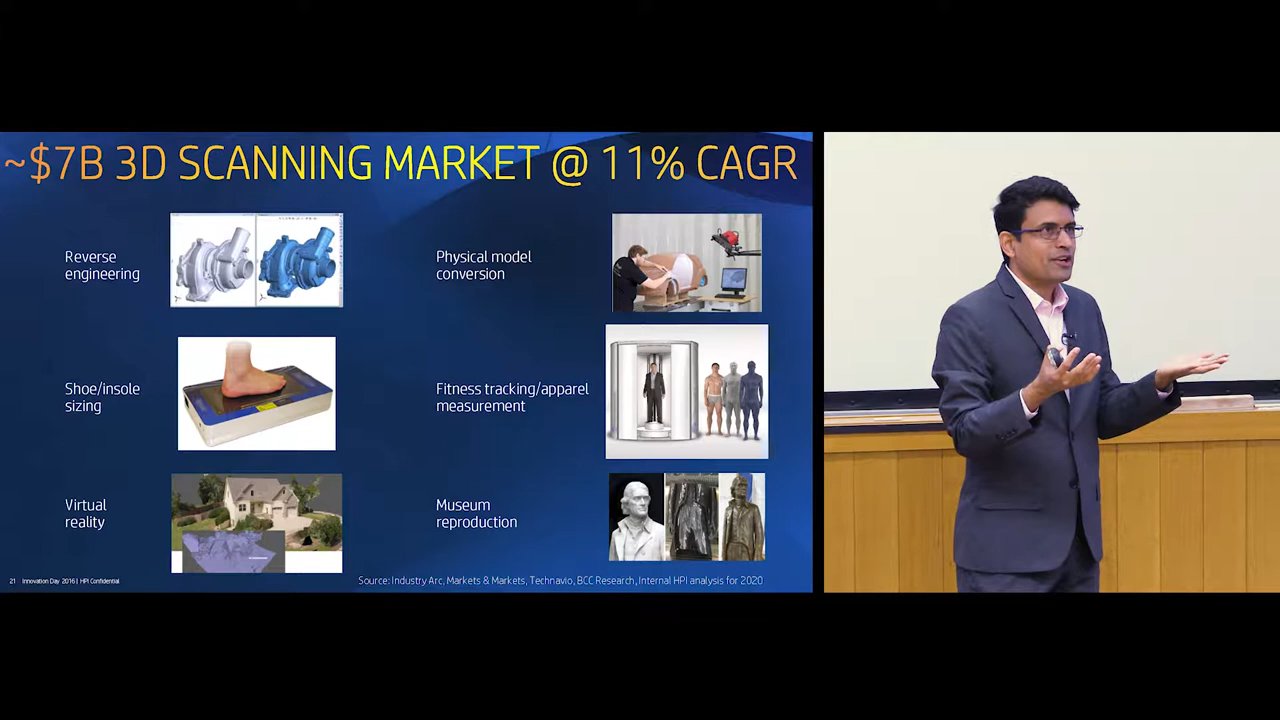 ~$7B 3D SCANNING MARKET @ 11% CAGR
Reverse
engineering
Physical model
conversion
Shoe/insole
sizing
Fitness tracking/apparel
measurement
Virtual
reality
Museum
reproduction
21 Innovation Day 2016 | HPI Confidential
Source: Industry Arc, Markets & Markets, Technavio, BCC Research, Internal HPI analysis for 2020